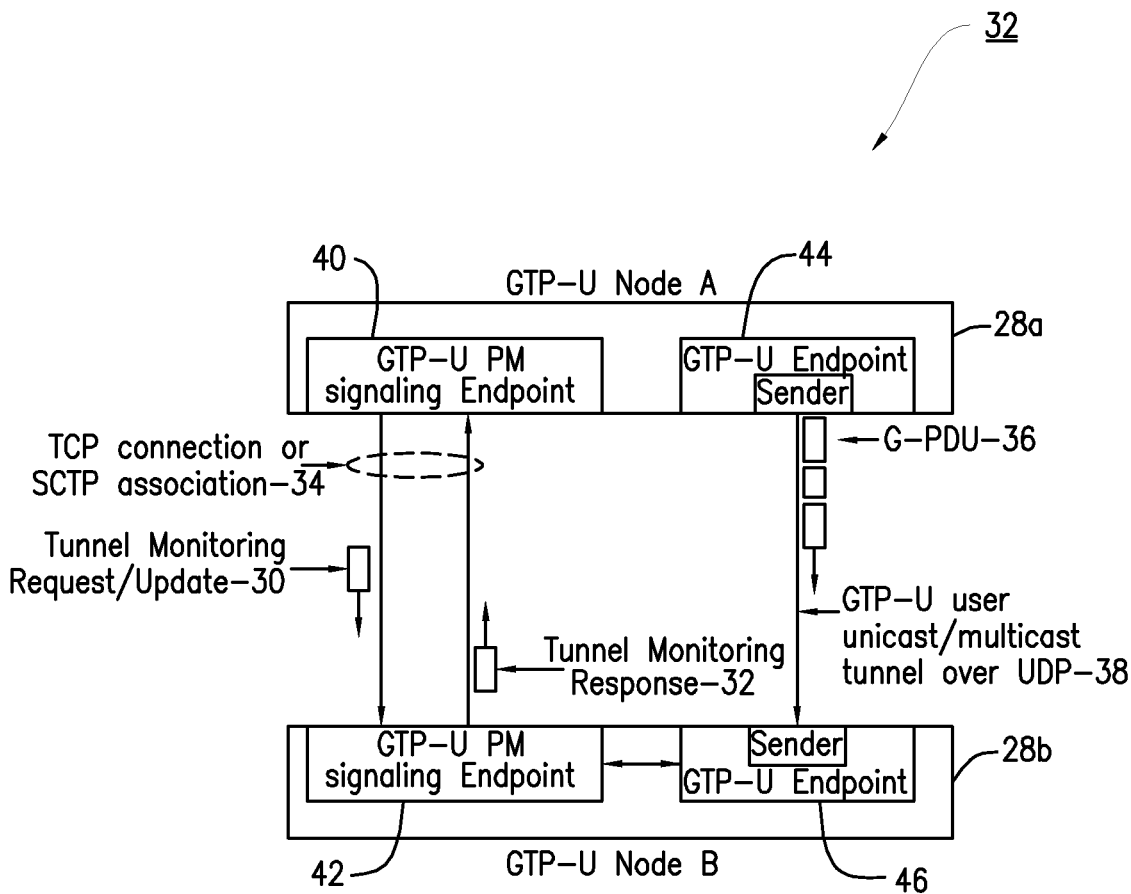 32
40
44
GTP-U Node A
28a
GTP-U PM
signaling Endpoint
GTP-U Endpoint
Sender
TCP connection or
SCTP association-34
G-PDU-36
Tunnel Monitoring
Request/Update-30
GTP-U user
unicast/multicast
tunnel over UDP-38
Tunnel Monitoring
Response-32
GTP-U PM
signaling Endpoint
Sender
GTP-U Endpoint
28b
42
GTP-U Node B
46